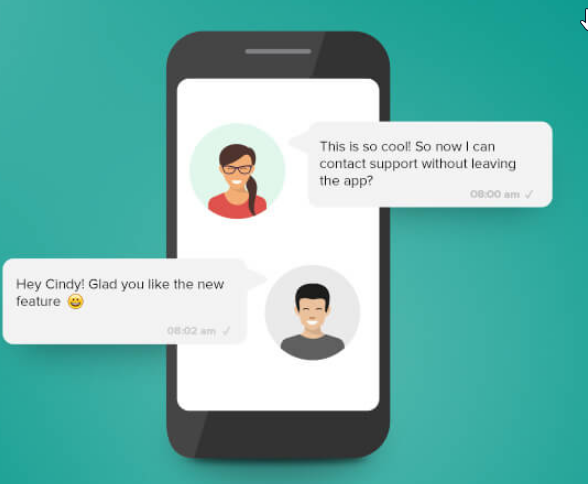 This is so cool! So now I can
contact support without leaving
the app?
08:00 am ✓
Hey Cindy! Glad you like the new
feature 😀
08:02 am ✓